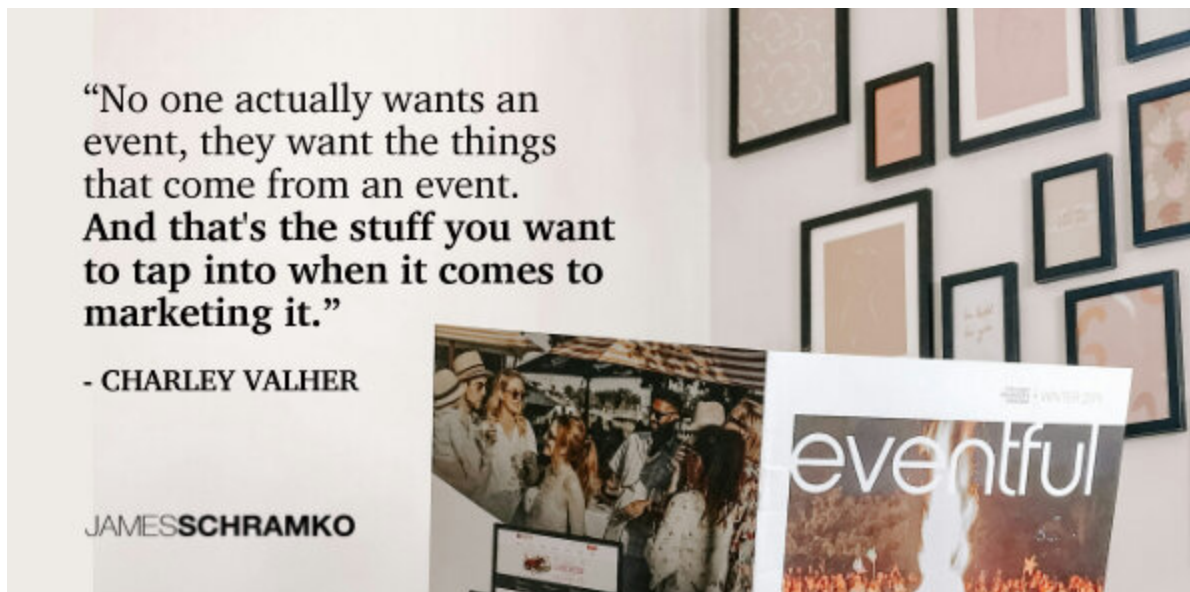 “No one actually wants an
event, they want the things
that come from an event.
And that's the stuff you want
to tap into when it comes to
marketing it.”
- CHARLEY VALHER
JAMESSCHRAMKO
eventful